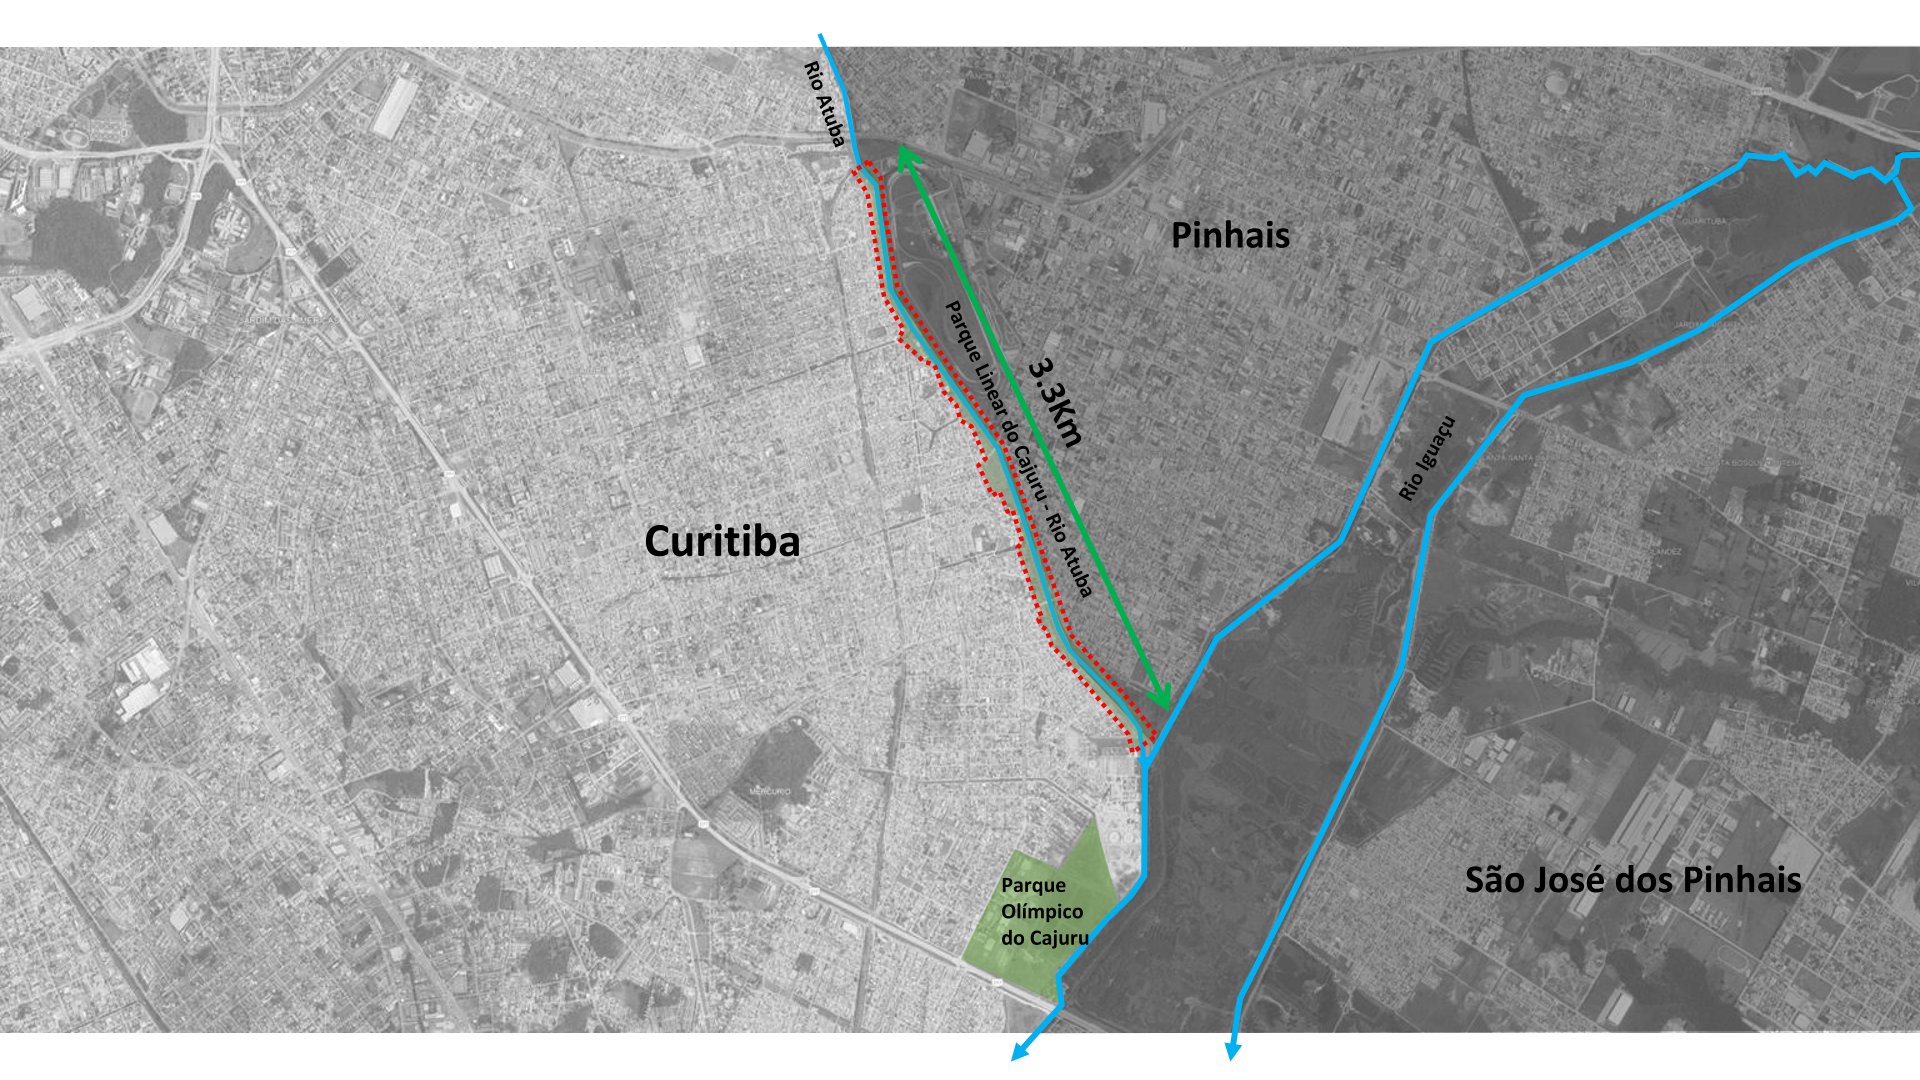 Rio Atuba
Pinhais
Parque Linear do Cajuru - Rio Atuba
3.3Km
Rio Iguaçu
Curitiba
MERCÚRIO
São José dos Pinhais
Parque
Olímpico
do Cajuru